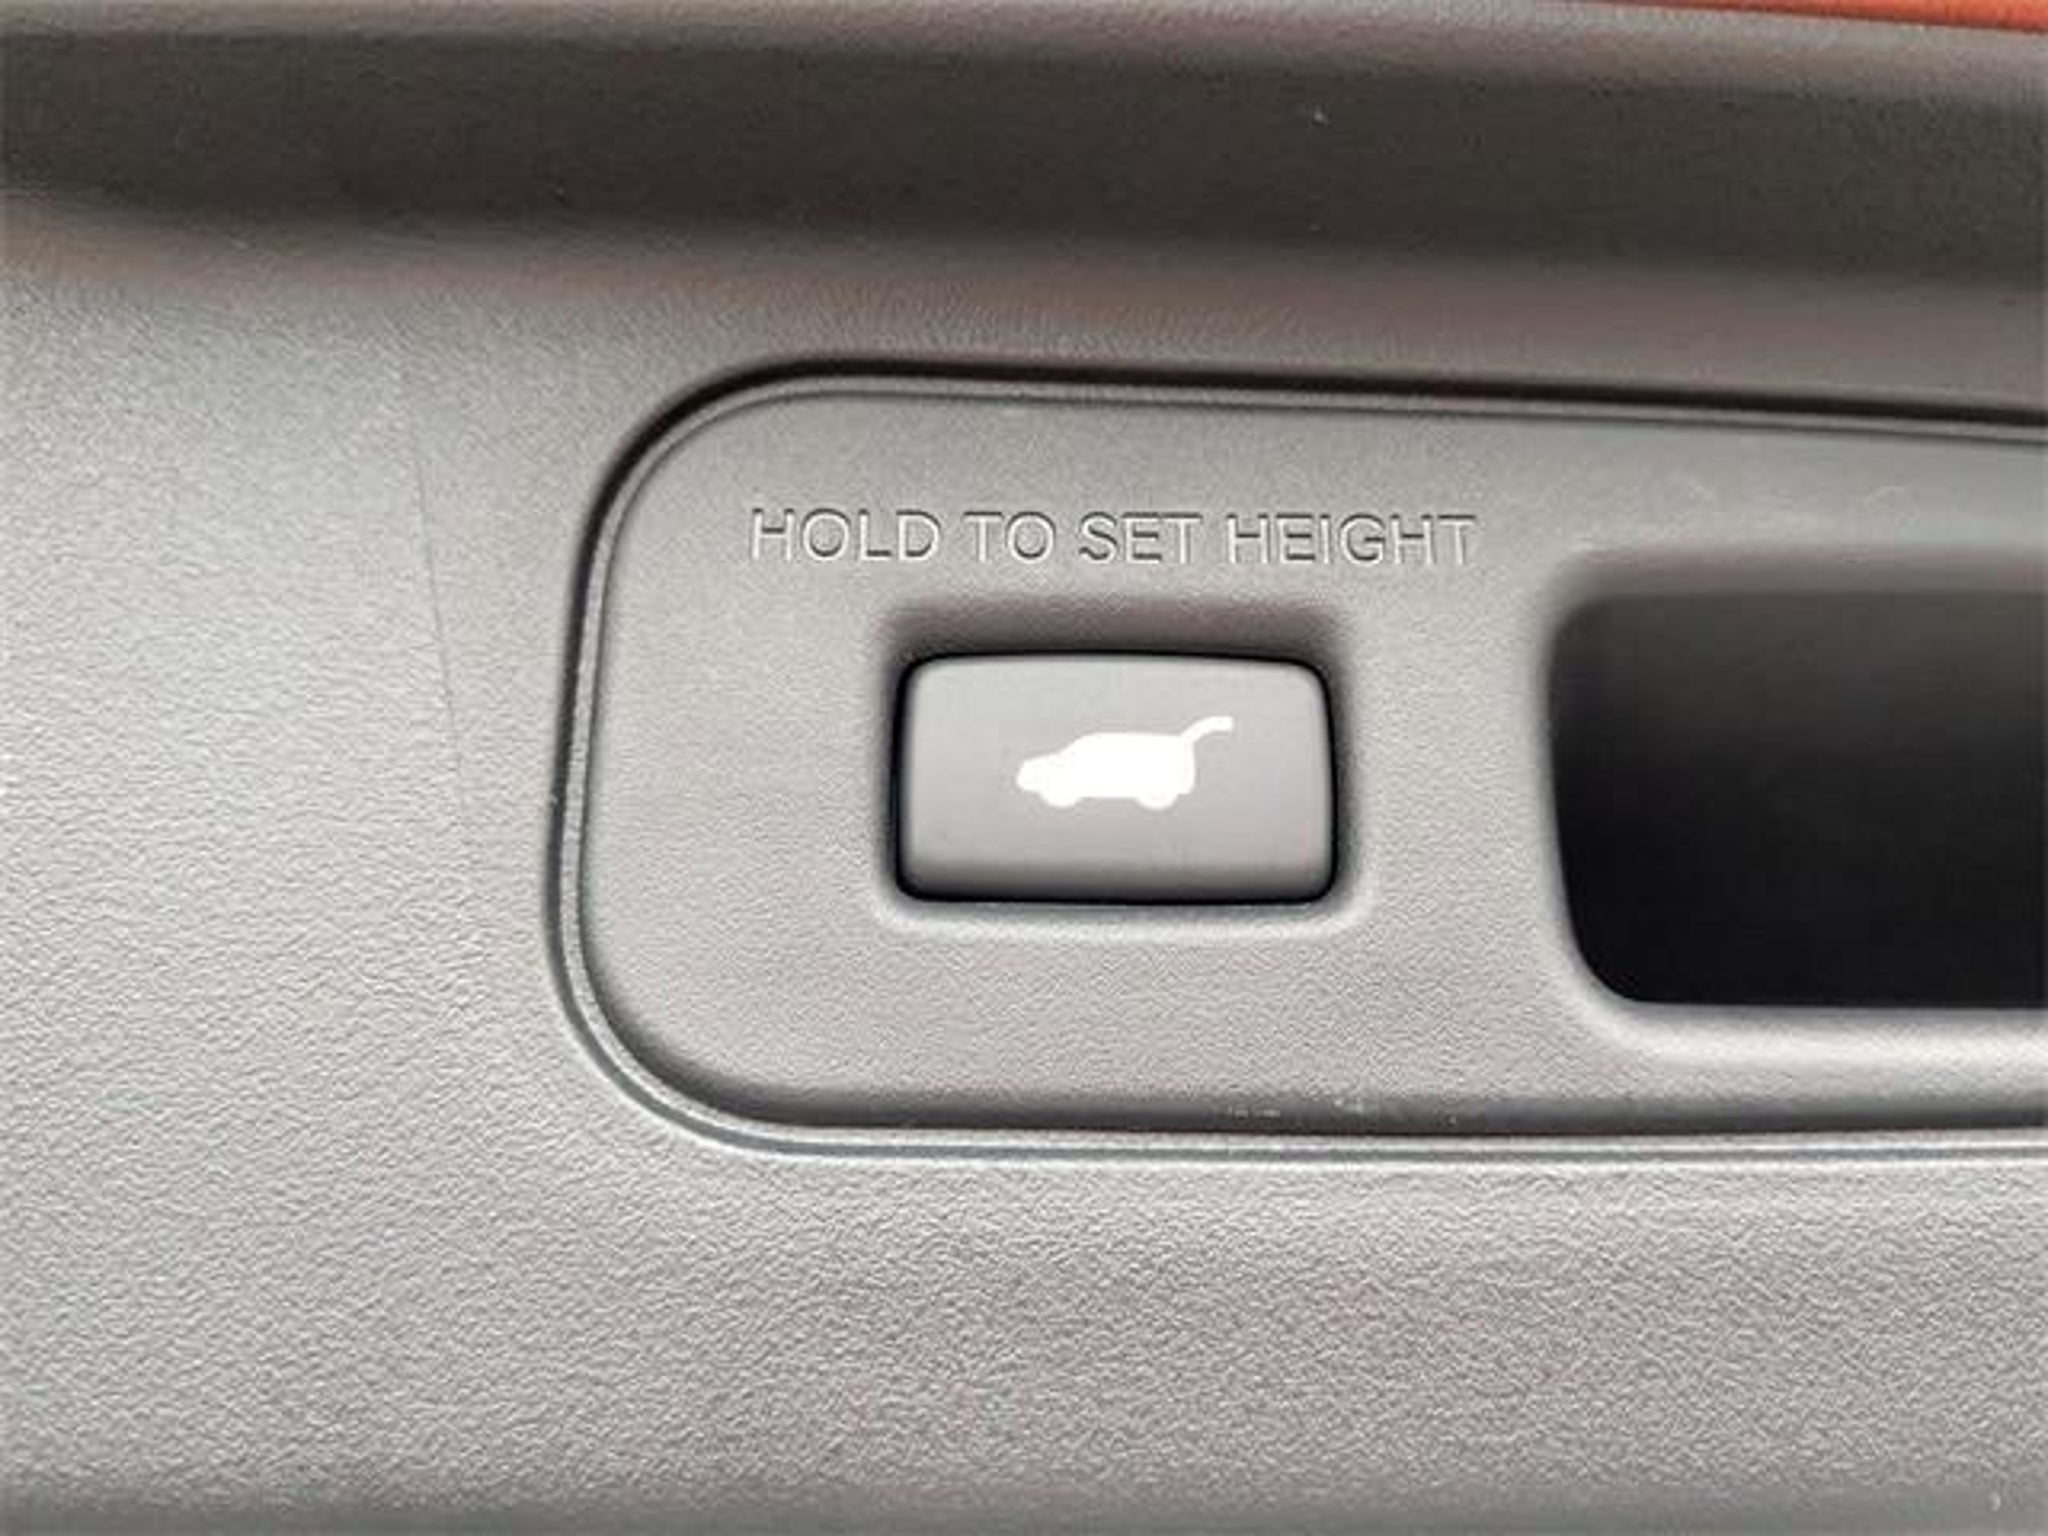 HOLD TO SET HEIGHT